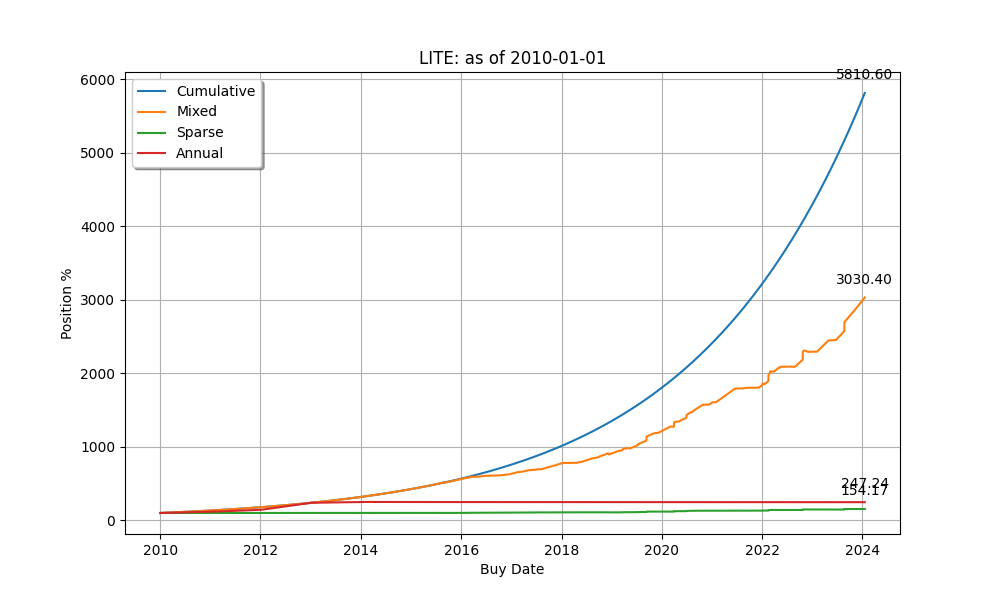 LITE: as of 2010-01-01
Cumulative
Mixed
Sparse
Annual
6000
5000
4000
3000
2000
1000
0
Position %
5810.60
3030.40
247.24
154.17
2010 2012 2014 2016 2018 2020 2022 2024
Buy Date